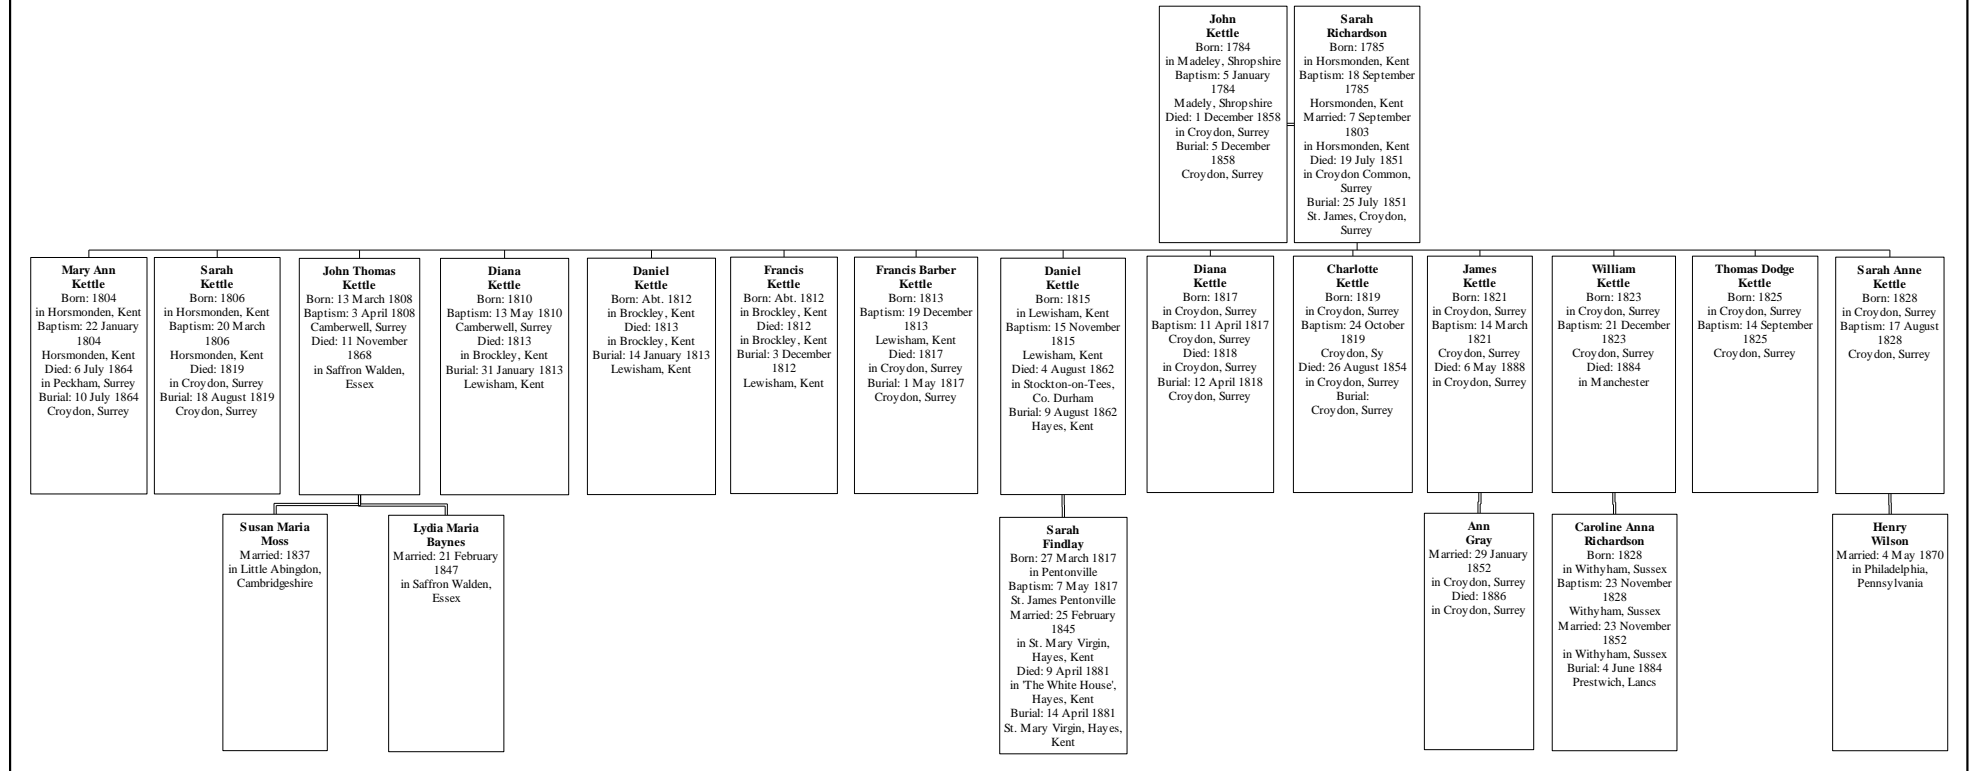 John
Kettle
Born: 1784
in Madeley, Shropshire
Baptism: 5 January
1784
Madely, Shropshire
Died: 1 December 1858
in Croydon, Surrey
Burial: 5 December
1858
Croydon, Surrey
Sarah
Richardson
Born: 1785
in Horsmonden, Kent
Baptism: 18 September
1785
Horsmonden, Kent
Married: 7 September
1803
in Horsmonden, Kent
Died: 19 July 1851
in Croydon Common,
Surrey
Burial: 25 July 1851
St. James, Croydon,
Surrey
Mary Ann
Kettle
Born: 1804
in Horsmonden, Kent
Baptism: 22 January
1804
Horsmonden, Kent
Died: 6 July 1864
in Peckham, Surrey
Burial: 10 July 1864
Croydon, Surrey
Sarah
Kettle
Born: 1806
in Horsmonden, Kent
Baptism: 20 March
1806
Horsmonden, Kent
Died: 1819
in Croydon, Surrey
Burial: 18 August 1819
Croydon, Surrey
John Thomas
Kettle
Born: 13 March 1808
Baptism: 3 April 1808
Camberwell, Surrey
Died: 11 November
1868
in Saffron Walden,
Essex
Diana
Kettle
Born: 1810
Baptism: 13 May 1810
Camberwell, Surrey
Died: 1813
in Brockley, Kent
Burial: 31 January 1813
Lewisham, Kent
Daniel
Kettle
Born: Abt. 1812
in Brockley, Kent
Died: 1813
in Brockley, Kent
Burial: 14 January 1813
Lewisham, Kent
Francis
Kettle
Born: Abt. 1812
in Brockley, Kent
Died: 1812
in Brockley, Kent
Burial: 3 December
1812
Lewisham, Kent
Francis Barber
Kettle
Born: 1813
Baptism: 19 December
1813
Lewisham, Kent
Died: 1817
in Croydon, Surrey
Burial: 1 May 1817
Croydon, Surrey
Daniel
Kettle
Born: 1815
in Lewisham, Kent
Baptism: 15 November
1815
Lewisham, Kent
Died: 4 August 1862
in Stockton-on-Tees,
Co. Durham
Burial: 9 August 1862
Hayes, Kent
Diana
Kettle
Born: 1817
in Croydon, Surrey
Baptism: 11 April 1817
Croydon, Surrey
Died: 1818
in Croydon, Surrey
Burial: 12 April 1818
Croydon, Surrey
Charlotte
Kettle
Born: 1819
in Croydon, Surrey
Baptism: 24 October
1819
Croydon, Sy
Died: 26 August 1854
in Croydon, Surrey
Burial:
Croydon, Surrey
James
Kettle
Born: 1821
in Croydon, Surrey
Baptism: 14 March
1821
Croydon, Surrey
Died: 6 May 1888
in Croydon, Surrey
William
Kettle
Born: 1823
in Croydon, Surrey
Baptism: 21 December
1823
Croydon, Surrey
Died: 1884
in Manchester
Thomas Dodge
Kettle
Born: 1825
in Croydon, Surrey
Baptism: 14 September
1825
Croydon, Surrey
Sarah Anne
Kettle
Born: 1828
in Croydon, Surrey
Baptism: 17 August
1828
Croydon, Surrey
Susan Maria
Moss
Married: 1837
in Little Abingdon,
Cambridgeshire
Lydia Maria
Baynes
Married: 21 February
1847
in Saffron Walden,
Essex
Sarah
Findlay
Born: 27 March 1817
in Pentonville
Baptism: 7 May 1817
St. James Pentonville
Married: 25 February
1845
in St. Mary Virgin,
Hayes, Kent
Died: 9 April 1881
in 'The White House',
Hayes, Kent
Burial: 14 April 1881
St. Mary Virgin, Hayes,
Kent
Ann
Gray
Married: 29 January
1852
in Croydon, Surrey
Died: 1886
in Croydon, Surrey
Caroline Anna
Richardson
Born: 1828
in Withyham, Sussex
Baptism: 23 November
1828
Withyham, Sussex
Married: 23 November
1852
in Withyham, Sussex
Burial: 4 June 1884
Prestwich, Lancs
Henry
Wilson
Married: 4 May 1870
in Philadelphia,
Pennsylvania